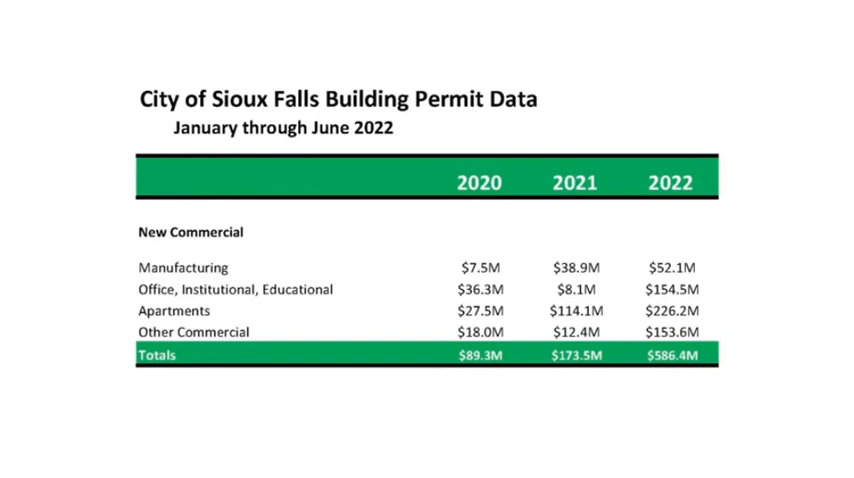 City of Sioux Falls Building Permit Data
January through June 2022
2020 2021 2022
New Commercial
Manufacturing $7.5M $38.9M $52.1M
Office, Institutional, Educational $36.3M $8.1M $154.5M
Apartments $27.5M $114.1M $226.2M
Other Commercial $18.0M $12.4M $153.6M
Totals $89.3M $173.5M $586.4M